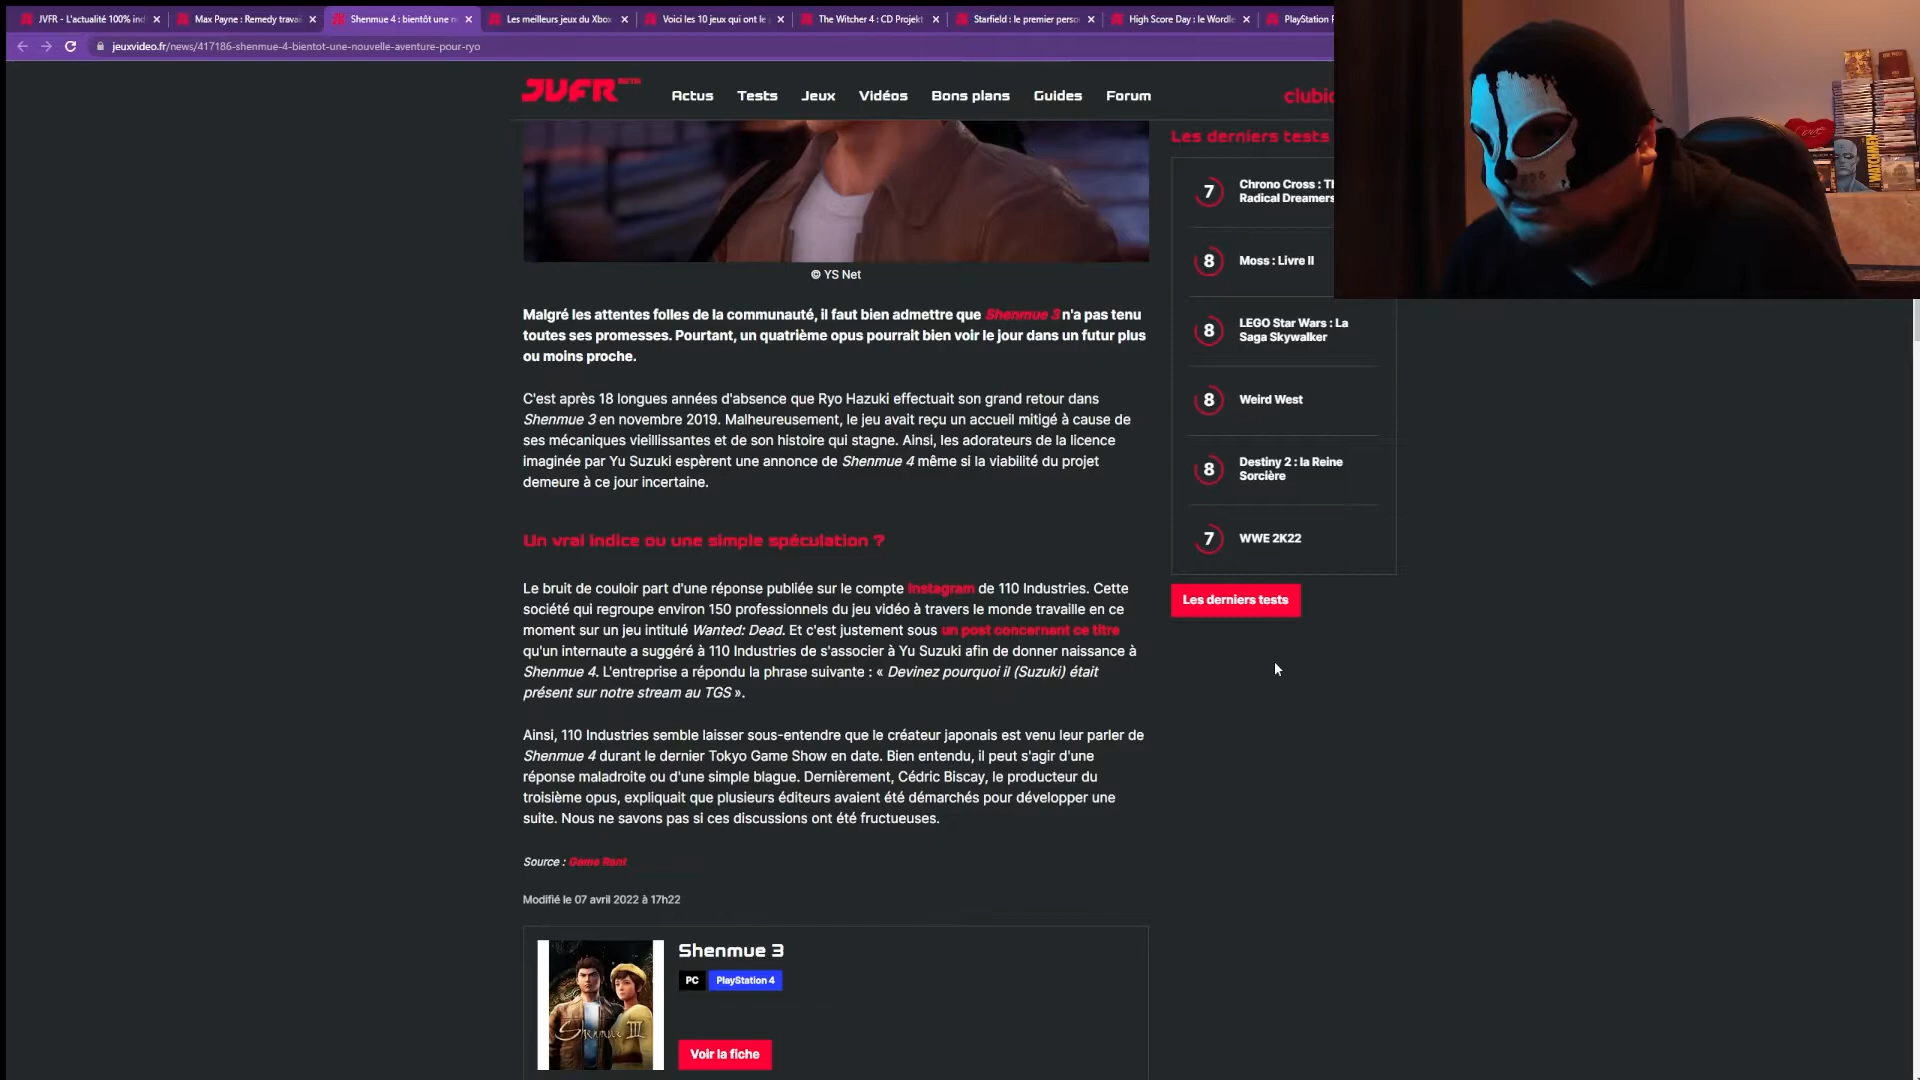 JVFR - L'actualité 100% ind
Max Payne : Remedy travai
Shenmue 4 : bientôt une n
Les meilleurs jeux du Xbox
Voici les 10 jeux qui ont le
The Witcher 4 : CD Projekt
Starfield : le premier perso
High Score Day : le Wordle
PlayStation
jeuxvideo.fr/news/417186-shenmue-4-bientot-une-nouvelle-aventure-pour-ryo
JVFR BETA
Actus
Tests
Jeux
Vidéos
Bons plans
Guides
Forum
© YS Net
Malgré les attentes folles de la communauté, il faut bien admettre que Shenmue 3 n'a pas tenu
toutes ses promesses. Pourtant, un quatrième opus pourrait bien voir le jour dans un futur plus
ou moins proche.
C'est après 18 longues années d'absence que Ryo Hazuki effectuait son grand retour dans
Shenmue 3 en novembre 2019. Malheureusement, le jeu avait reçu un accueil mitigé à cause de
ses mécaniques vieillissantes et de son histoire qui stagne. Ainsi, les adorateurs de la licence
imaginée par Yu Suzuki espèrent une annonce de Shenmue 4 même si la viabilité du projet
demeure à ce jour incertaine.
Un vrai indice ou une simple spéculation ?
Le bruit de couloir part d'une réponse publiée sur le compte Instagram de 110 Industries. Cette
société qui regroupe environ 150 professionnels du jeu vidéo à travers le monde travaille en ce
moment sur un jeu intitulé Wanted: Dead. Et c'est justement sous un post concernant ce titre
qu'un internaute a suggéré à 110 Industries de s'associer à Yu Suzuki afin de donner naissance à
Shenmue 4. L'entreprise a répondu la phrase suivante : « Devinez pourquoi il (Suzuki) était
présent sur notre stream au TGS ».
Ainsi, 110 Industries semble laisser sous-entendre que le créateur japonais est venu leur parler de
Shenmue 4 durant le dernier Tokyo Game Show en date. Bien entendu, il peut s'agir d'une
réponse maladroite ou d'une simple blague. Dernièrement, Cédric Biscay, le producteur du
troisième opus, expliquait que plusieurs éditeurs avaient été démarchés pour développer une
suite. Nous ne savons pas si ces discussions ont été fructueuses.
Source : Game Rant
Modifié le 07 avril 2022 à 17h22
Shenmue III
Shenmue 3
PC
PlayStation 4
Voir la fiche
clubic
Les derniers tests
7
Chrono Cross : Th
Radical Dreamers
8
Moss : Livre II
8
LEGO Star Wars : La
Saga Skywalker
8
Weird West
8
Destiny 2 : la Reine
Sorcière
7
WWE 2K22
Les derniers tests
Love
WATCHMEN